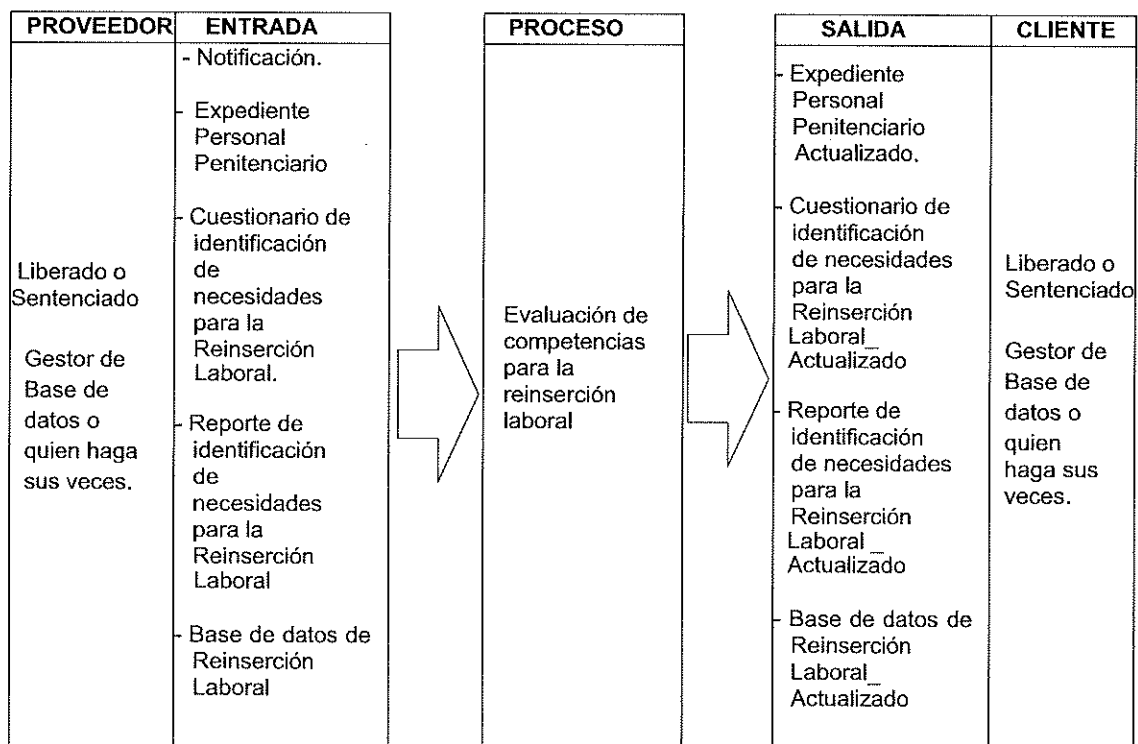 PROVEEDOR
Liberado o
Sentenciado
Gestor de
Base de
datos o
quien haga
sus veces.
ENTRADA
- Notificación.
- Expediente
Personal
Penitenciario
- Cuestionario de
identificación
de
necesidades
para la
Reinserción
Laboral.
- Reporte de
identificación
de
necesidades
para la
Reinserción
Laboral
- Base de datos de
Reinserción
Laboral
PROCESO
Evaluación de
competencias
para la
reinserción
laboral
SALIDA
- Expediente
Personal
Penitenciario
Actualizado.
- Cuestionario de
identificación
de necesidades
para la
Reinserción
Laboral_
Actualizado
- Reporte de
identificación
de necesidades
para la
Reinserción
Laboral _
Actualizado
- Base de datos de
Reinserción
Laboral_
Actualizado
CLIENTE
Liberado o
Sentenciado
Gestor de
Base de
datos o
quien
haga sus
veces.